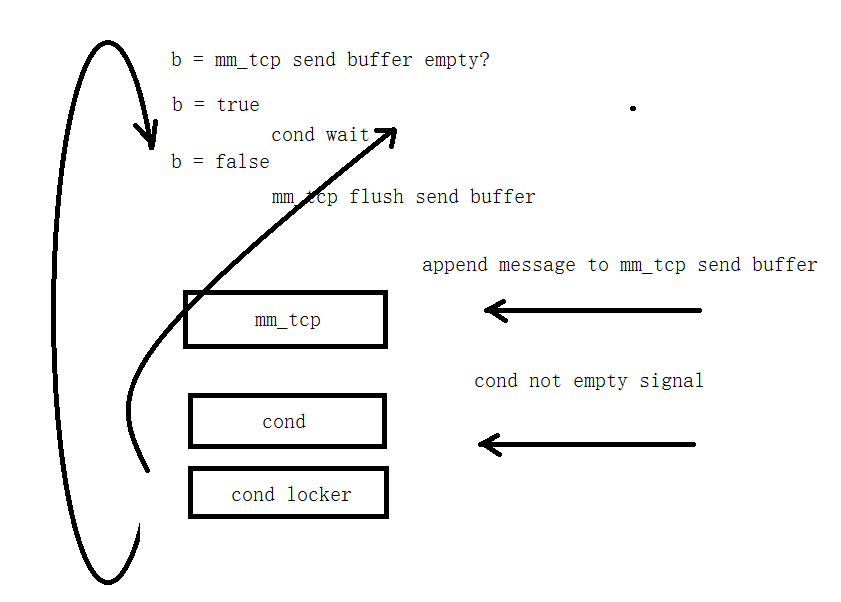 b = mm_tcp send buffer empty?
b = true
cond wait
b = false
mm_tcp flush send buffer
append message to mm_tcp send buffer
mm_tcp
cond not empty signal
cond
cond locker